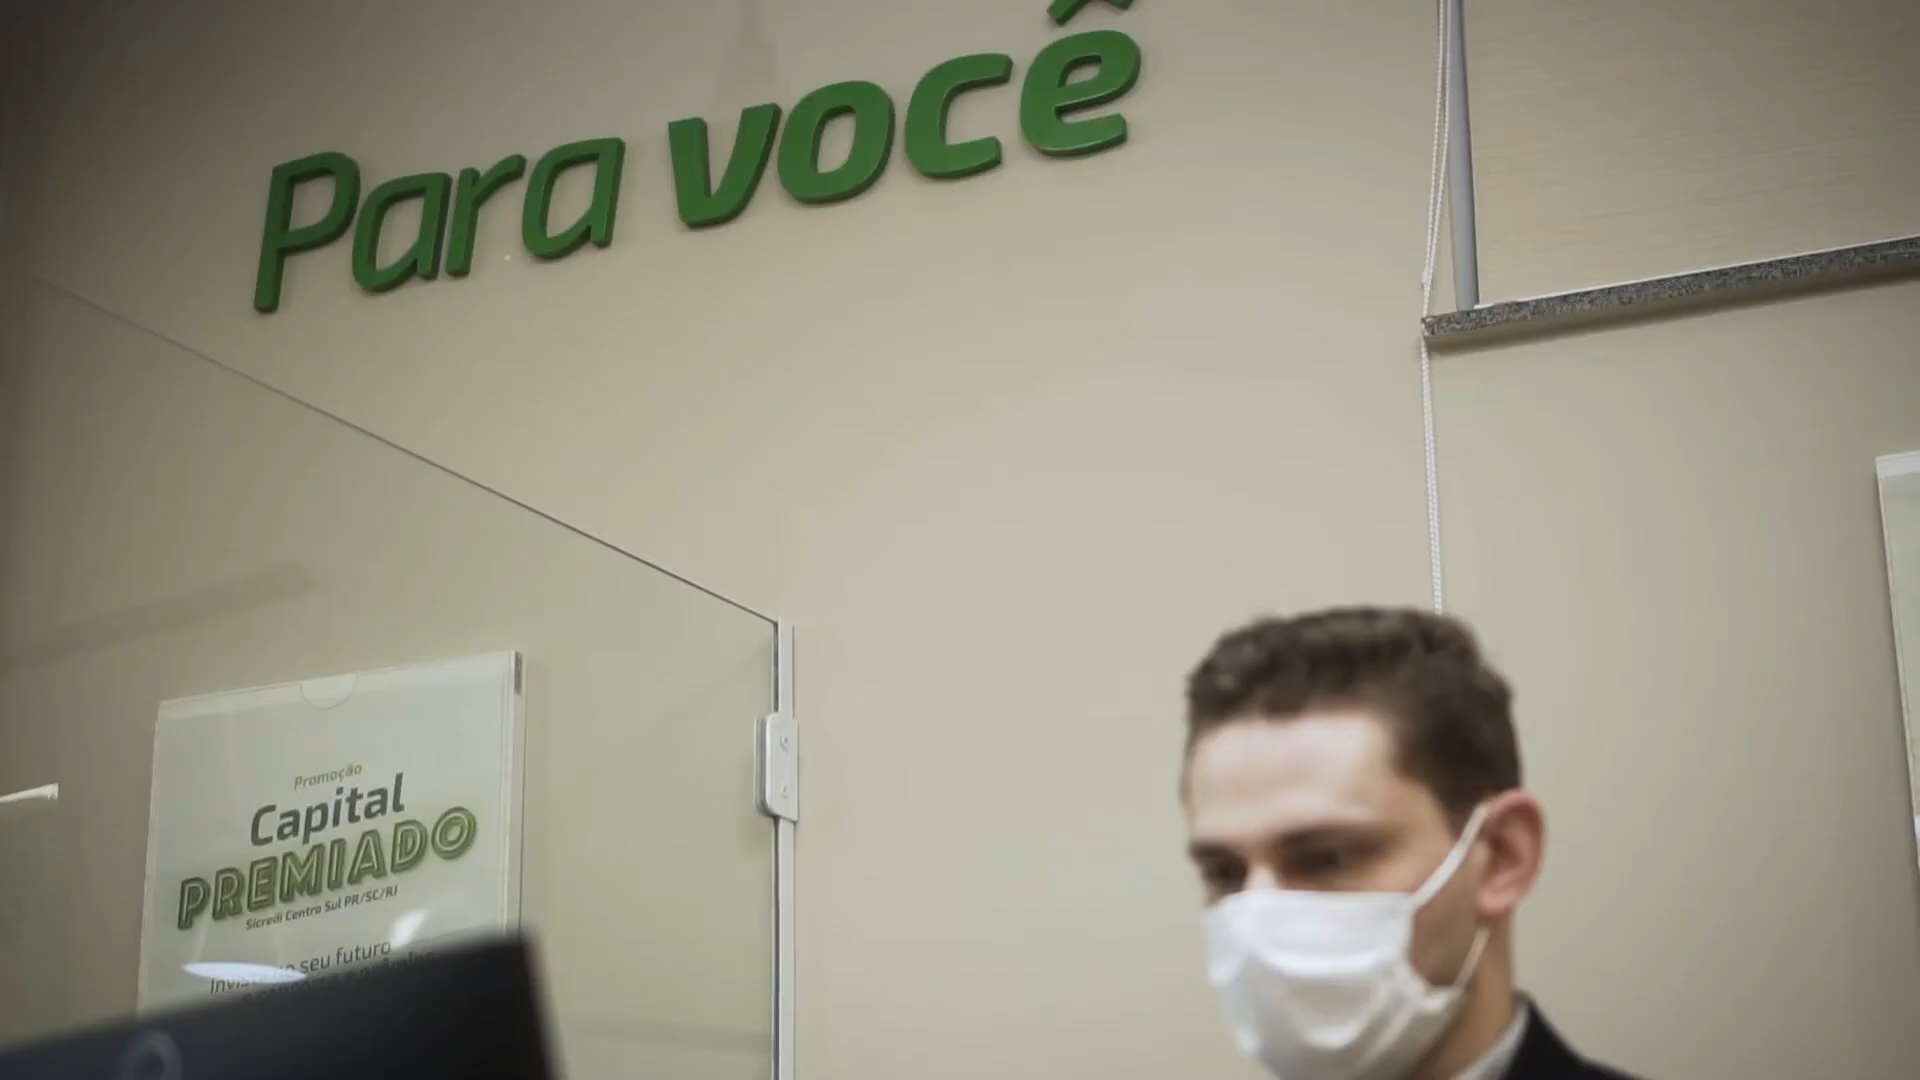 Para você
Promoção
Capital
PREMIADO
Sicredi Centro Sul PR/SC/RJ
seu futuro